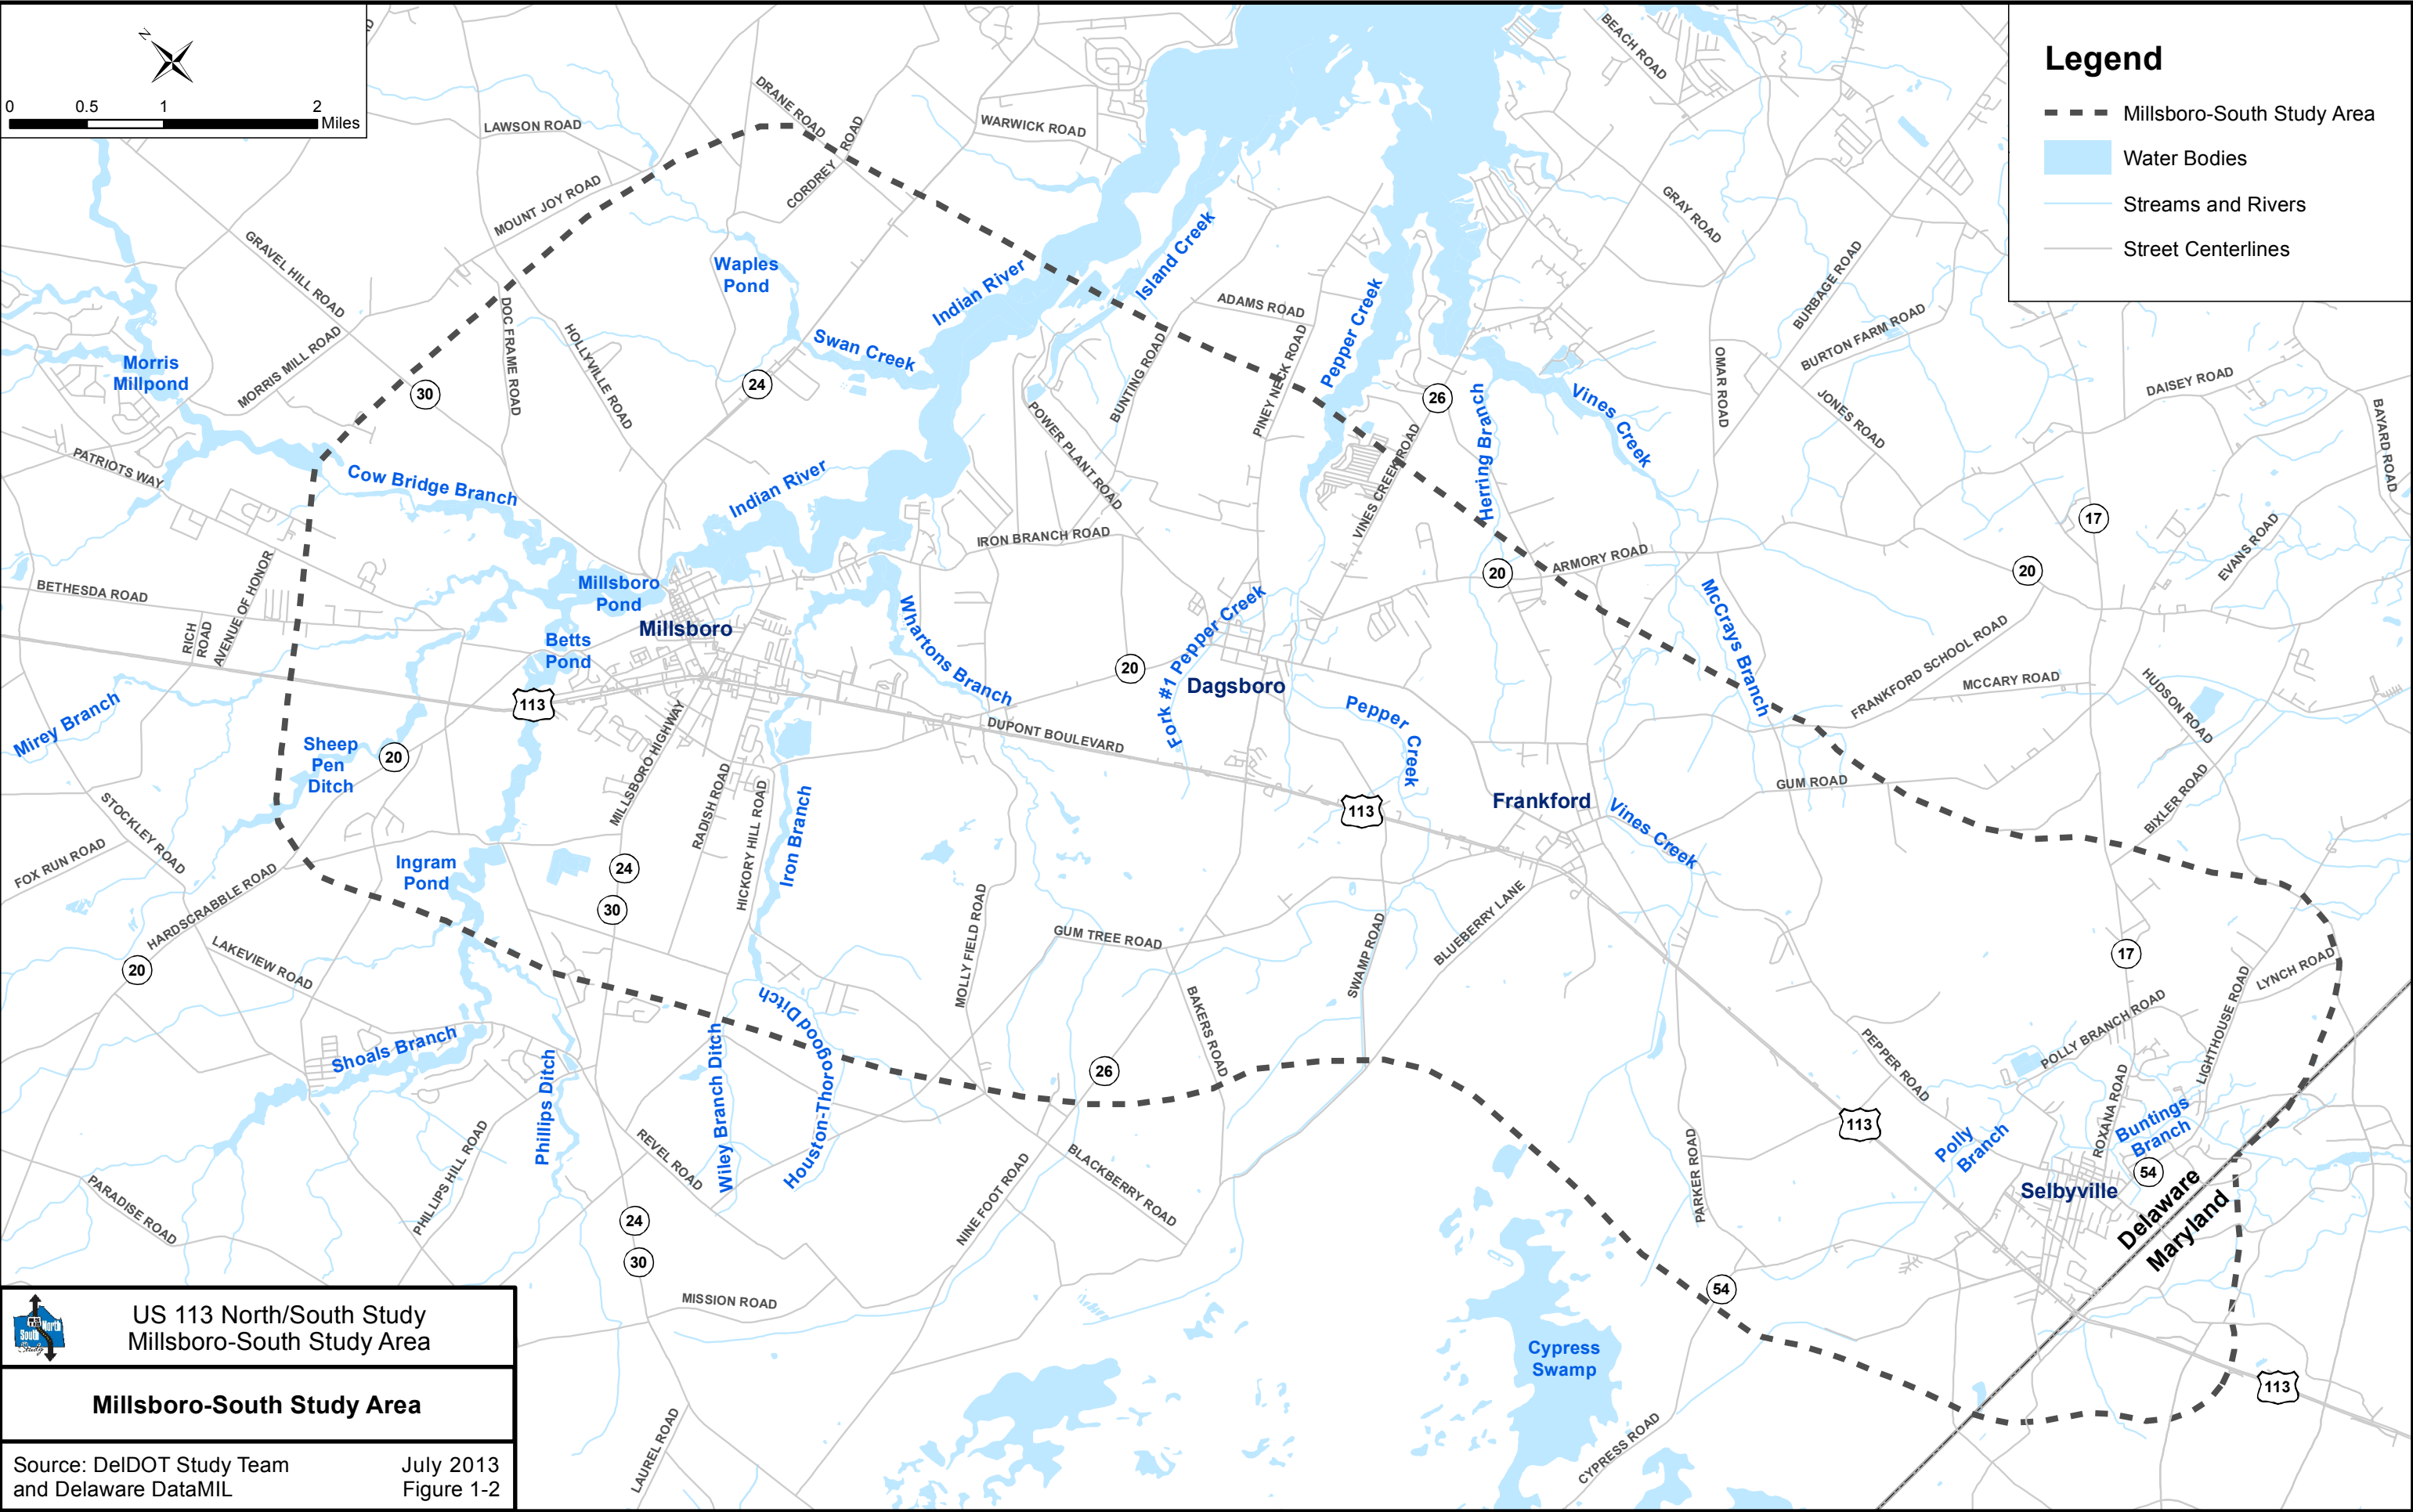 N
0 0.5 1 2
Miles
Legend
Millsboro-South Study Area
Water Bodies
Streams and Rivers
Street Centerlines
BEACH ROAD
DRANE ROAD
LAWSON ROAD
WARWICK ROAD
CORDREY ROAD
MOUNT JOY ROAD
GRAY ROAD
GRAVEL HILL ROAD
Waples
Pond
Indian River
Island Creek
BURBAGE ROAD
ADAMS ROAD
Pepper Creek
DOC FRAME ROAD
HOLLYVILLE ROAD
Swan Creek
BUNTING ROAD
PINEY NECK ROAD
BURTON FARM ROAD
Morris
Millpond
MORRIS MILL ROAD
30
24
26
OMAR ROAD
JONES ROAD
DAISEY ROAD
BAYARD ROAD
Herring Branch
Vines Creek
POWER PLANT ROAD
VINES CREEK ROAD
PATRIOTS WAY
Cow Bridge Branch
Indian River
17
IRON BRANCH ROAD
EVANS ROAD
ARMORY ROAD
20
20
BETHESDA ROAD
AVENUE OF HONOR
RICH
ROAD
Millsboro
Pond
Millsboro
Betts
Pond
Whartons Branch
Fork #1 Pepper Creek
McCrays Branch
FRANKFORD SCHOOL ROAD
MCCARY ROAD
HUDSON ROAD
20
Dagsboro
Mirey Branch
113
Pepper
Creek
DUPONT BOULEVARD
Sheep
Pen
Ditch
20
MILLSBORO HIGHWAY
RADISH ROAD
HICKORY HILL ROAD
Iron Branch
GUM ROAD
BIXLER ROAD
113
Frankford
Vines Creek
STOCKLEY ROAD
FOX RUN ROAD
Ingram
Pond
24
30
HARDSCRABBLE ROAD
LAKEVIEW ROAD
20
MOLLY FIELD ROAD
GUM TREE ROAD
SWAMP ROAD
BLUEBERRY LANE
17
LYNCH ROAD
BAKERS ROAD
Houston-Thorogood Ditch
Wiley Branch Ditch
Shoals Branch
Phillips Ditch
26
PEPPER ROAD
POLLY BRANCH ROAD
LIGHTHOUSE ROAD
ROXANA ROAD
113
Polly
Branch
Buntings
Branch
54
Selbyville
Delaware
Maryland
PARADISE ROAD
PHILLIPS HILL ROAD
REVEL ROAD
24
30
NINE FOOT ROAD
BLACKBERRY ROAD
PARKER ROAD
54
MISSION ROAD
Cypress
Swamp
113
LAUREL ROAD
CYPRESS ROAD
US 113 North/South Study
Millsboro-South Study Area
Millsboro-South Study Area
Source: DelDOT Study Team
and Delaware DataMIL
July 2013
Figure 1-2
South
North
Study